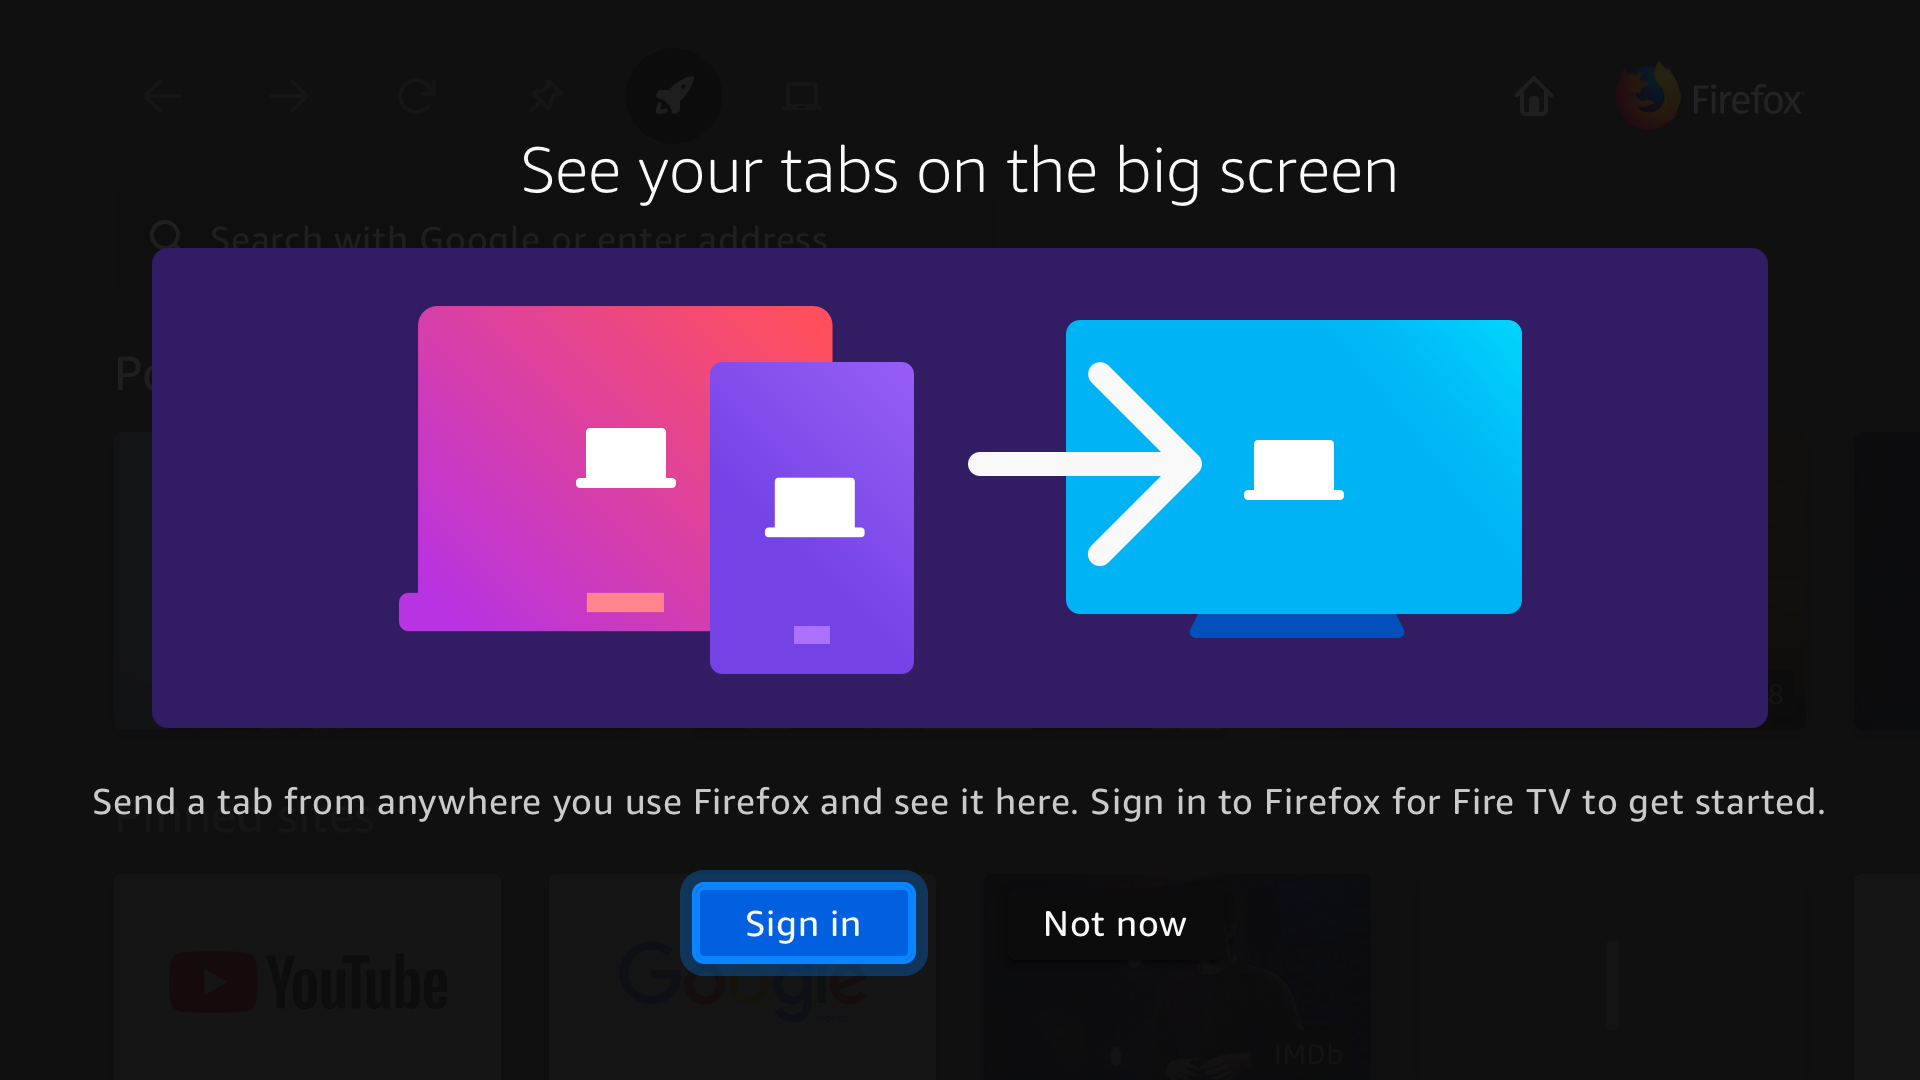 Firefox
See your tabs on the big screen
Search with Google or enter address
Send a tab from anywhere you use Firefox and see it here. Sign in to Firefox for Fire TV to get started.
Pinned sites
Sign in
Not now
YouTube
Google
IMDb